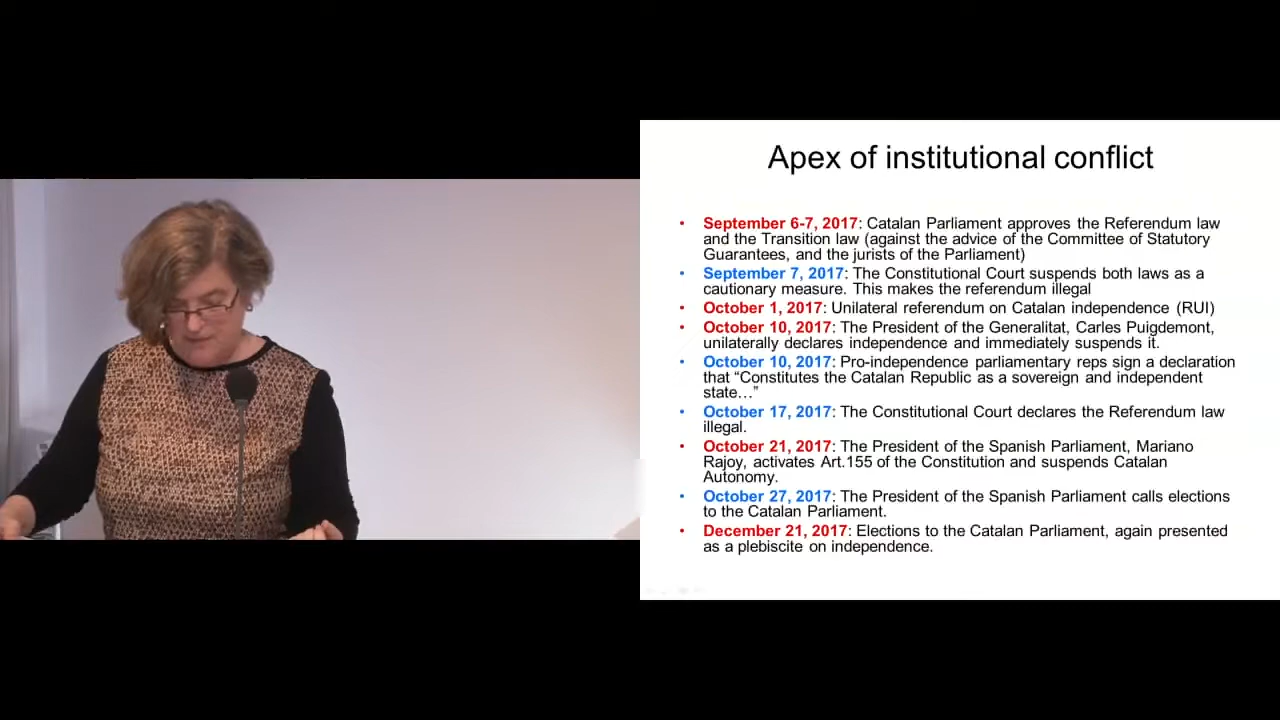 Apex of institutional conflict
• September 6-7, 2017: Catalan Parliament approves the Referendum law
and the Transition law (against the advice of the Committee of Statutory
Guarantees, and the jurists of the Parliament)
• September 7, 2017: The Constitutional Court suspends both laws as a
cautionary measure. This makes the referendum illegal
• October 1, 2017: Unilateral referendum on Catalan independence (RUI)
• October 10, 2017: The President of the Generalitat, Carles Puigdemont,
unilaterally declares independence and immediately suspends it.
• October 10, 2017: Pro-independence parliamentary reps sign a declaration
that “Constitutes the Catalan Republic as a sovereign and independent
state…”
• October 17, 2017: The Constitutional Court declares the Referendum law
illegal.
• October 21, 2017: The President of the Spanish Parliament, Mariano
Rajoy, activates Art.155 of the Constitution and suspends Catalan
Autonomy.
• October 27, 2017: The President of the Spanish Parliament calls elections
to the Catalan Parliament.
• December 21, 2017: Elections to the Catalan Parliament, again presented
as a plebiscite on independence.